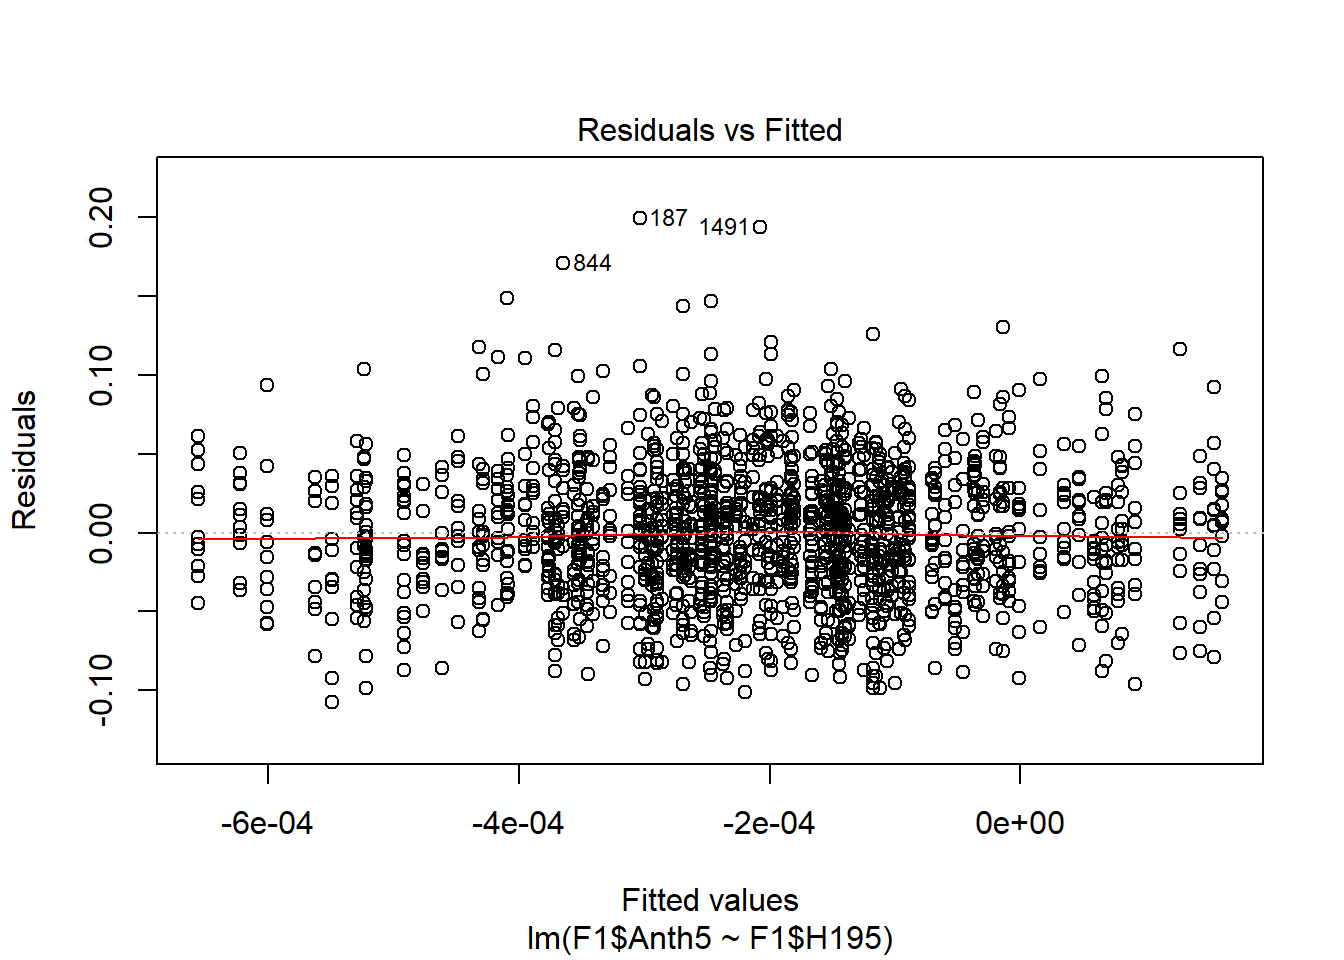 Residuals vs Fitted
Residuals
0.20
0.10
0.00
-0.10
187
1491
844
-6e-04
-4e-04
-2e-04
0e+00
Fitted values
lm(F1$Anth5 ~ F1$H195)